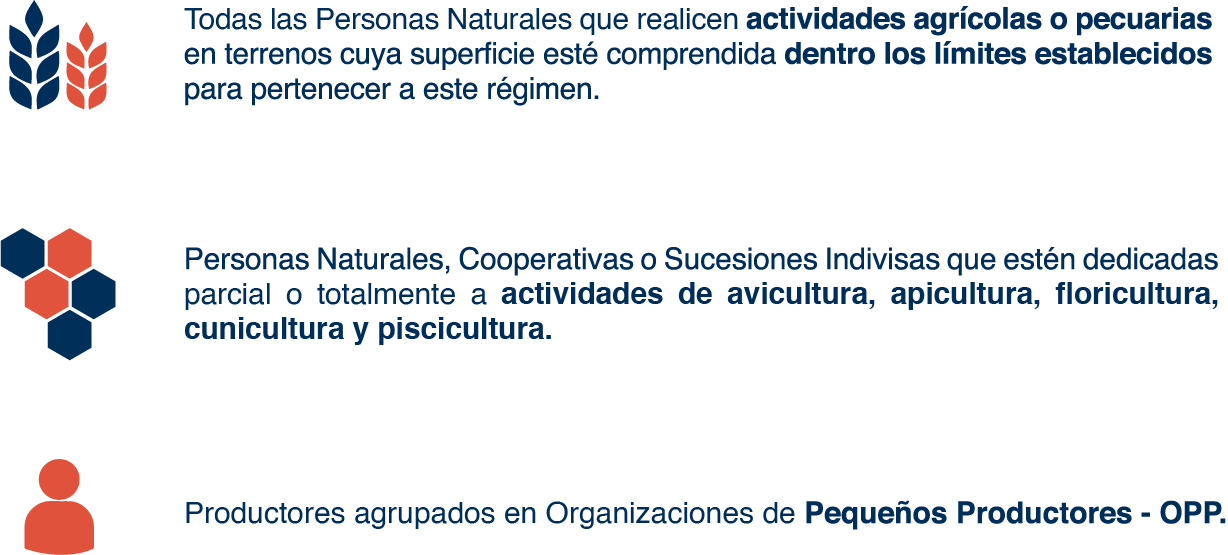 Todas las Personas Naturales que realicen actividades agrícolas o pecuarias
en terrenos cuya superficie esté comprendida dentro los límites establecidos
para pertenecer a este régimen.
Personas Naturales, Cooperativas o Sucesiones Indivisas que estén dedicadas
parcial o totalmente a actividades de avicultura, apicultura, floricultura,
cunicultura y piscicultura.
Productores agrupados en Organizaciones de Pequeños Productores - OPP.